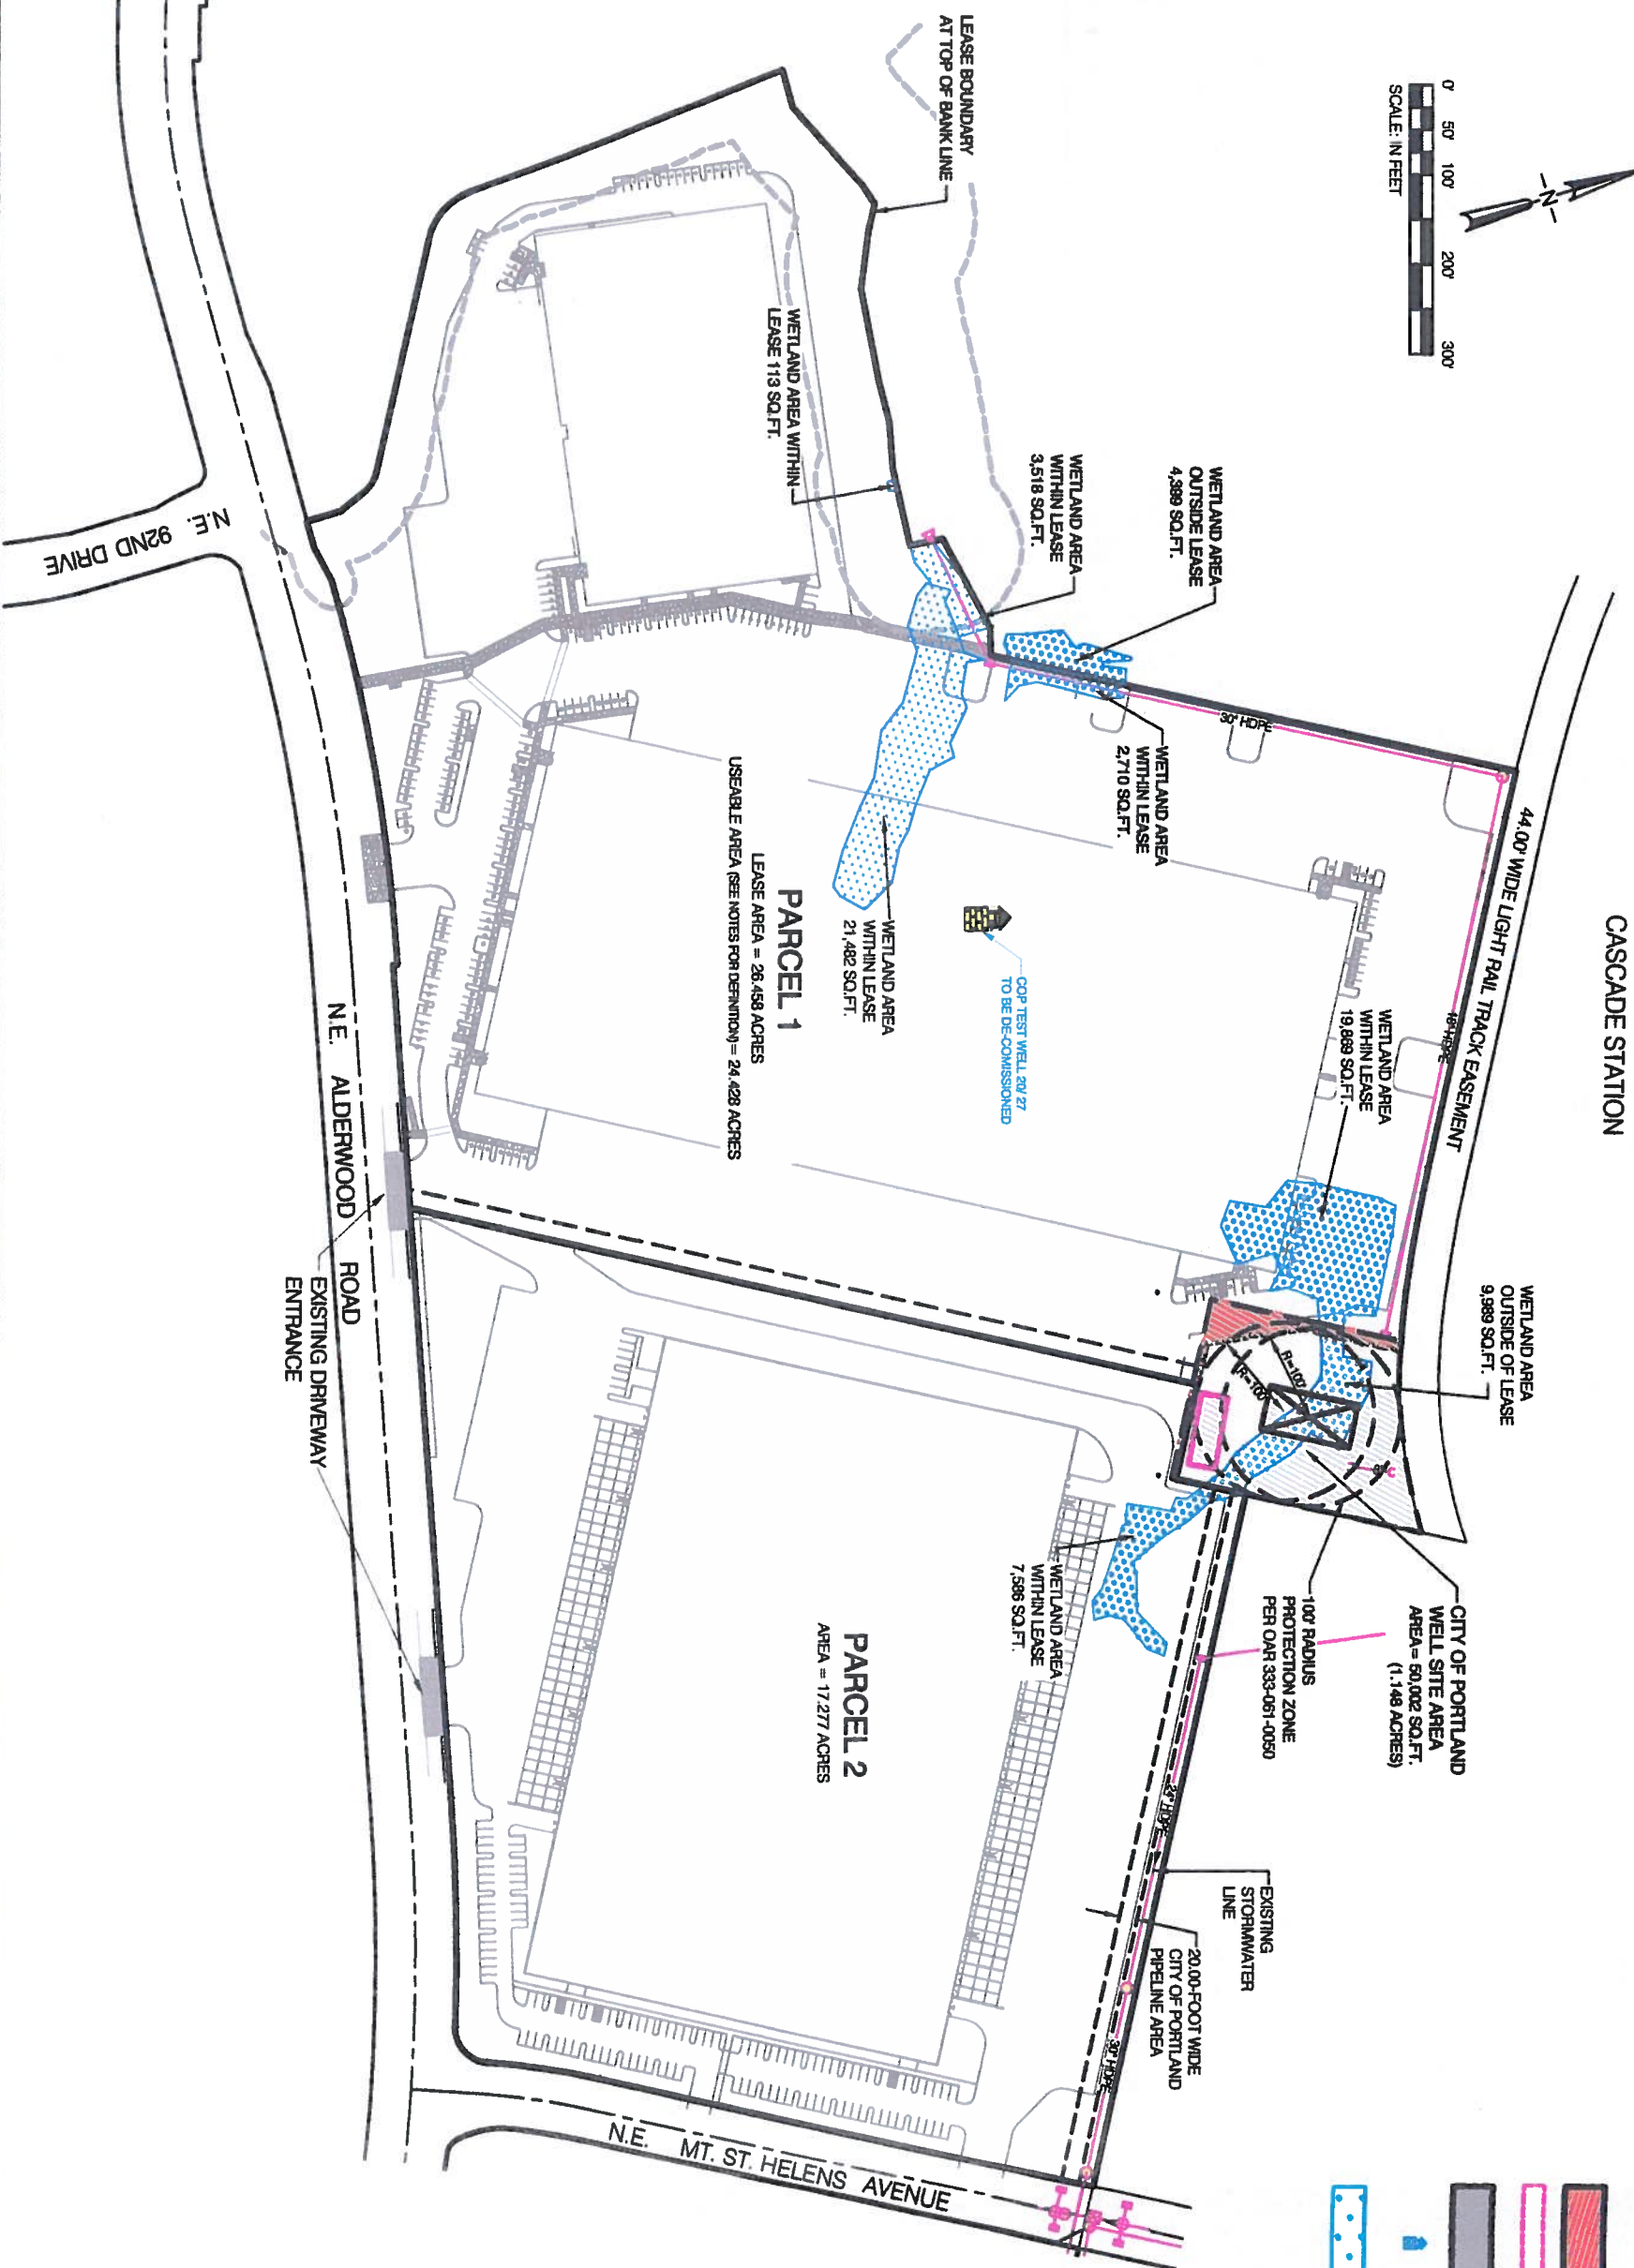 CASCADE STATION
0'
50'
100'
200'
300'
SCALE: IN FEET
-N-
LEASE BOUNDARY
AT TOP OF BANK LINE
WETLAND AREA WITHIN
LEASE 113 SQ.FT.
WETLAND AREA
WITHIN LEASE
3,518 SQ.FT.
WETLAND AREA
OUTSIDE LEASE
4,399 SQ.FT.
WETLAND AREA
WITHIN LEASE
2,710 SQ.FT.
30" HDPE
44.00' WIDE LIGHT RAIL TRACK EASEMENT
18" HDPE
WETLAND AREA
WITHIN LEASE
19,869 SQ.FT.
WETLAND AREA
OUTSIDE OF LEASE
9,989 SQ.FT.
R=100'
R=100'
COP TEST WELL 20/27
TO BE DE-COMISSIONED
WETLAND AREA
WITHIN LEASE
21,482 SQ.FT.
PARCEL 1
LEASE AREA = 26.458 ACRES
USEABLE AREA (SEE NOTES FOR DEFINITION)= 24.428 ACRES
CITY OF PORTLAND
WELL SITE AREA
AREA= 50,002 SQ.FT.
(1.148 ACRES)
100' RADIUS
PROTECTION ZONE
PER OAR 333-061-0050
WETLAND AREA
WITHIN LEASE
7,586 SQ.FT.
PARCEL 2
AREA = 17.277 ACRES
24" HDPE
EXISTING
STORMWATER
LINE
20.00-FOOT WIDE
CITY OF PORTLAND
PIPELINE AREA
30" HDPE
N.E. 92ND DRIVE
N.E. ALDERWOOD ROAD
EXISTING DRIVEWAY
ENTRANCE
N.E. MT. ST. HELENS AVENUE